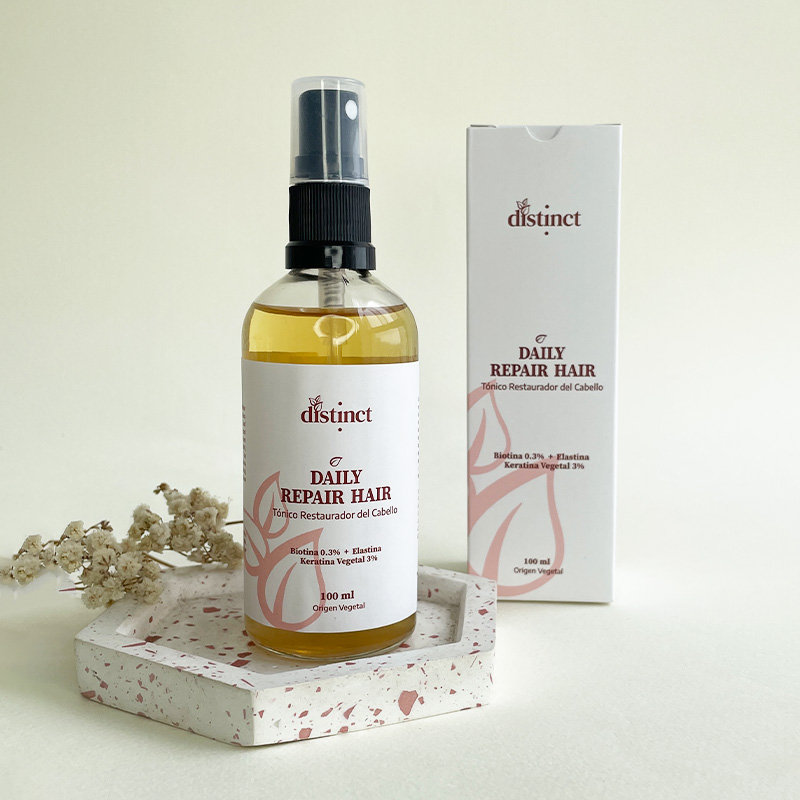 distinct
DAILY
REPAIR HAIR
Tónico Restaurador del Cabello
Biotina 0.3% + Elastina
Keratina Vegetal 3%
100 ml
Origen Vegetal
distinct
DAILY
REPAIR HAIR
Tónico Restaurador del Cabello
Biotina 0.3% + Elastina
Keratina Vegetal 3%
100 ml
Origen Vegetal